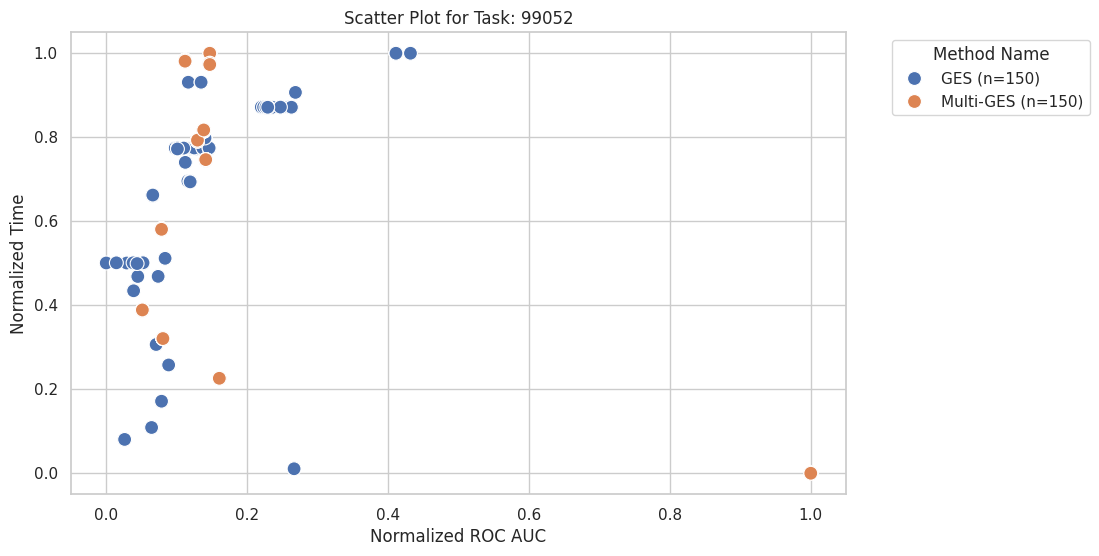 Scatter Plot for Task: 99052
Method Name
GES (n=150)
Multi-GES (n=150)
Normalized Time
1.0
0.8
0.6
0.4
0.2
0.0
0.0 0.2 0.4 0.6 0.8 1.0
Normalized ROC AUC